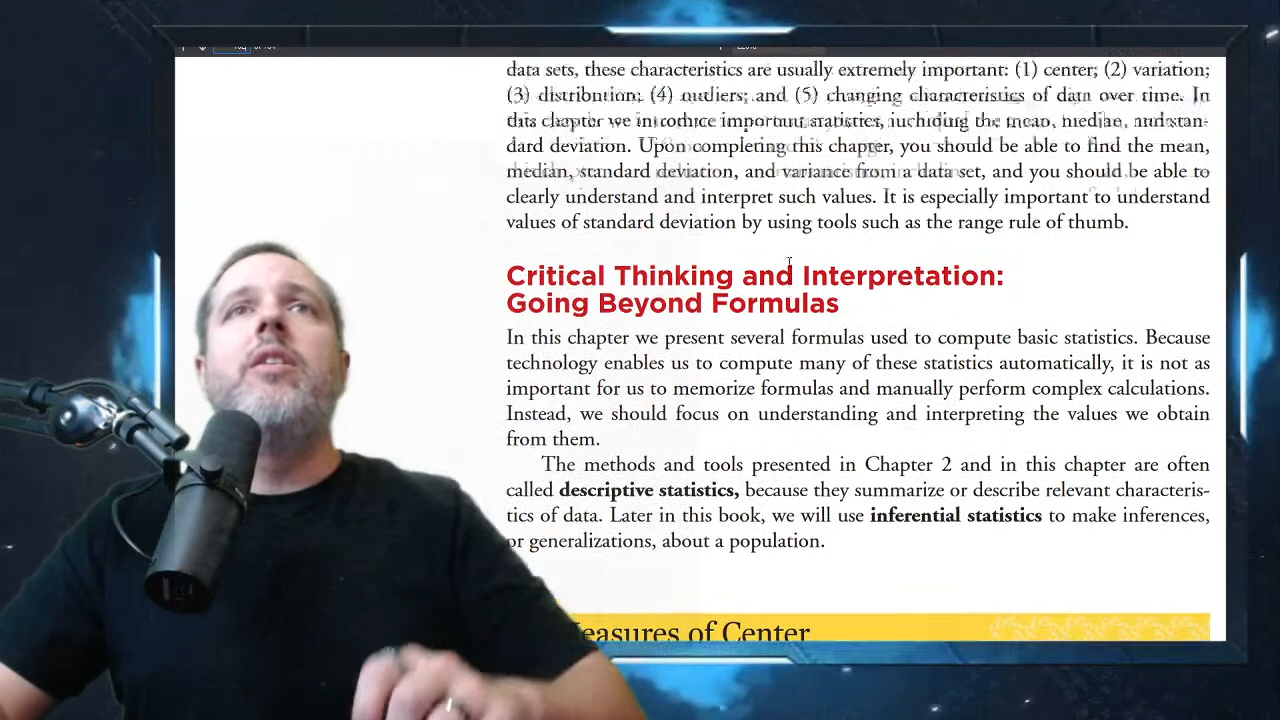 data sets, these characteristics are usually extremely important: (1) center; (2) variation;
(3) distribution; (4) outliers; and (5) changing characteristics of data over time. In
this chapter we introduce important statistics, including the mean, median, and stan-
dard deviation. Upon completing this chapter, you should be able to find the mean,
median, standard deviation, and variance from a data set, and you should be able to
clearly understand and interpret such values. It is especially important to understand
values of standard deviation by using tools such as the range rule of thumb.
Critical Thinking and Interpretation:
Going Beyond Formulas
In this chapter we present several formulas used to compute basic statistics. Because
technology enables us to compute many of these statistics automatically, it is not as
important for us to memorize formulas and manually perform complex calculations.
Instead, we should focus on understanding and interpreting the values we obtain
from them.
The methods and tools presented in Chapter 2 and in this chapter are often
called descriptive statistics, because they summarize or describe relevant characteris-
tics of data. Later in this book, we will use inferential statistics to make inferences,
or generalizations, about a population.
easures of Center